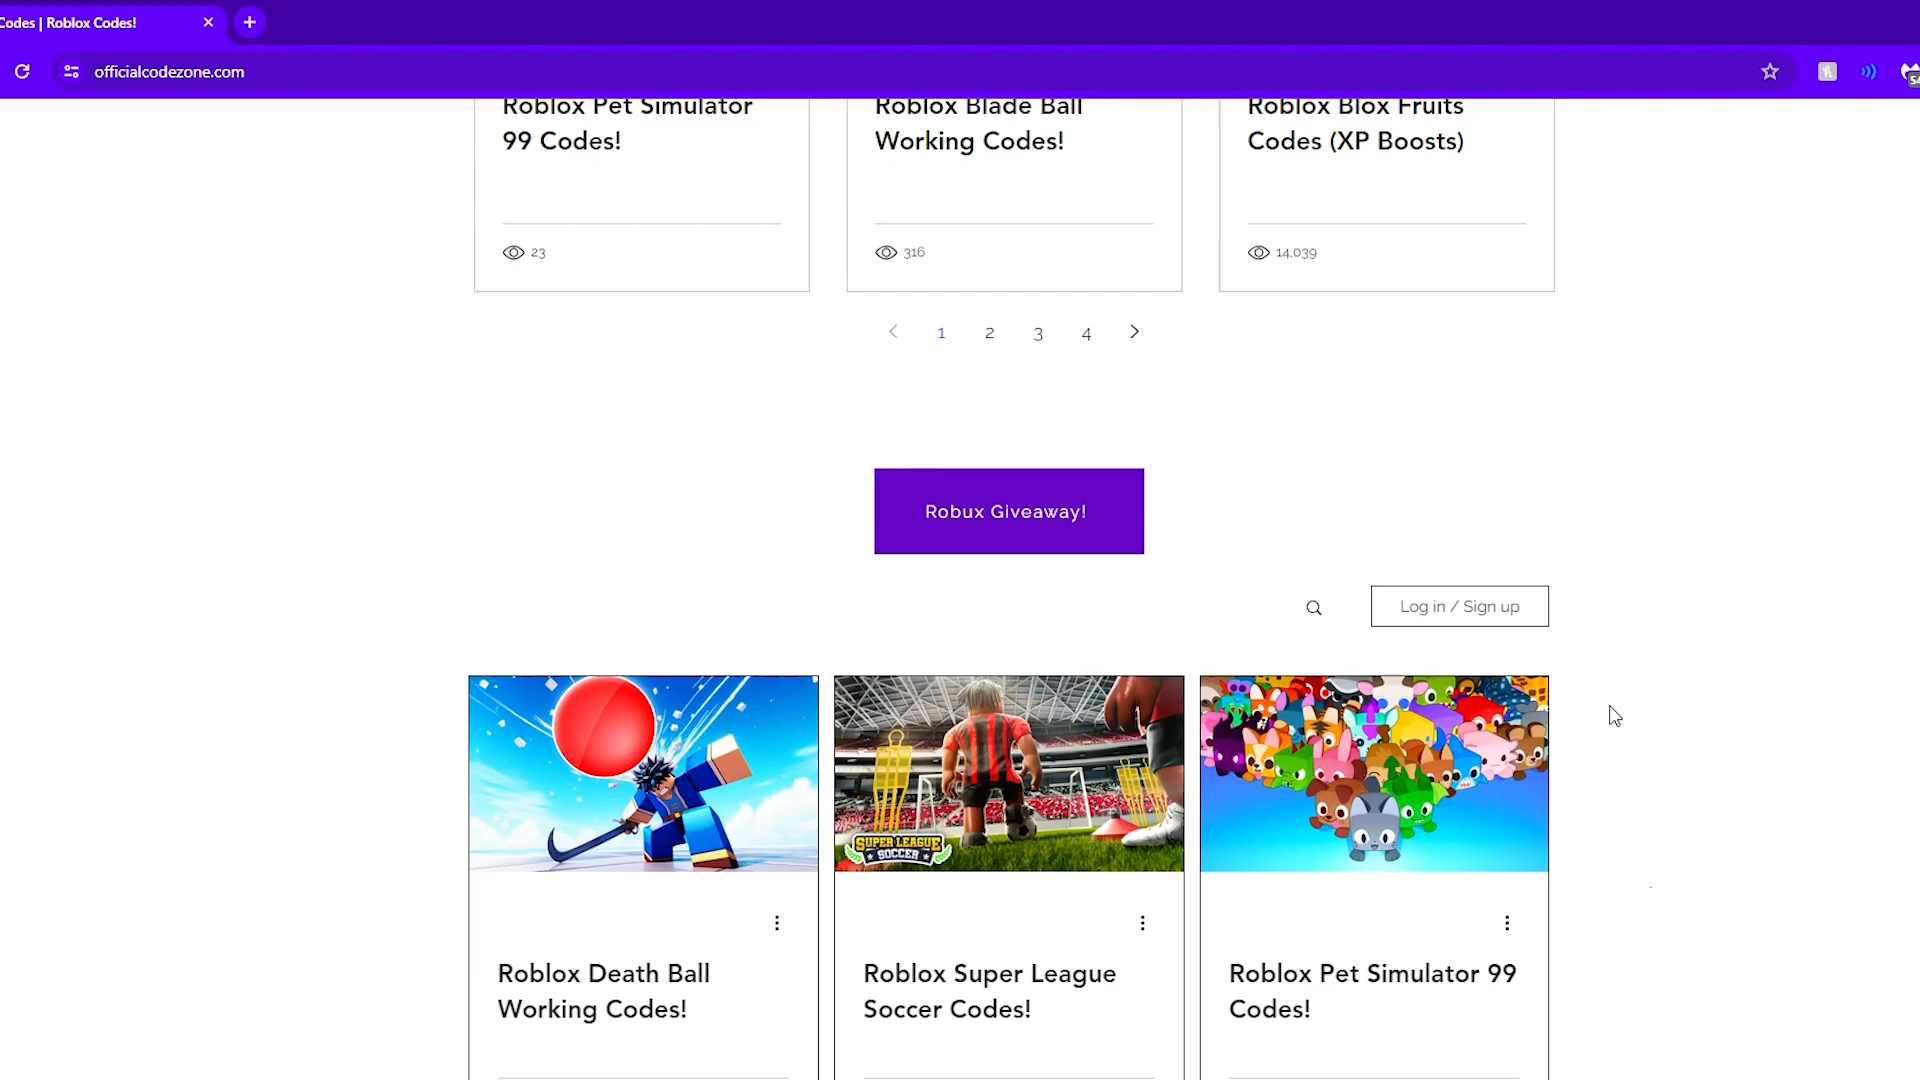 Codes | Roblox Codes!
officialcodezone.com
Roblox Pet Simulator
99 Codes!
23
Roblox Blade Ball
Working Codes!
316
Roblox Blox Fruits
Codes (XP Boosts)
14,039
1 2 3 4
Robux Giveaway!
Log in / Sign up
SUPER LEAGUE
SOCCER
Roblox Death Ball
Working Codes!
Roblox Super League
Soccer Codes!
Roblox Pet Simulator 99
Codes!